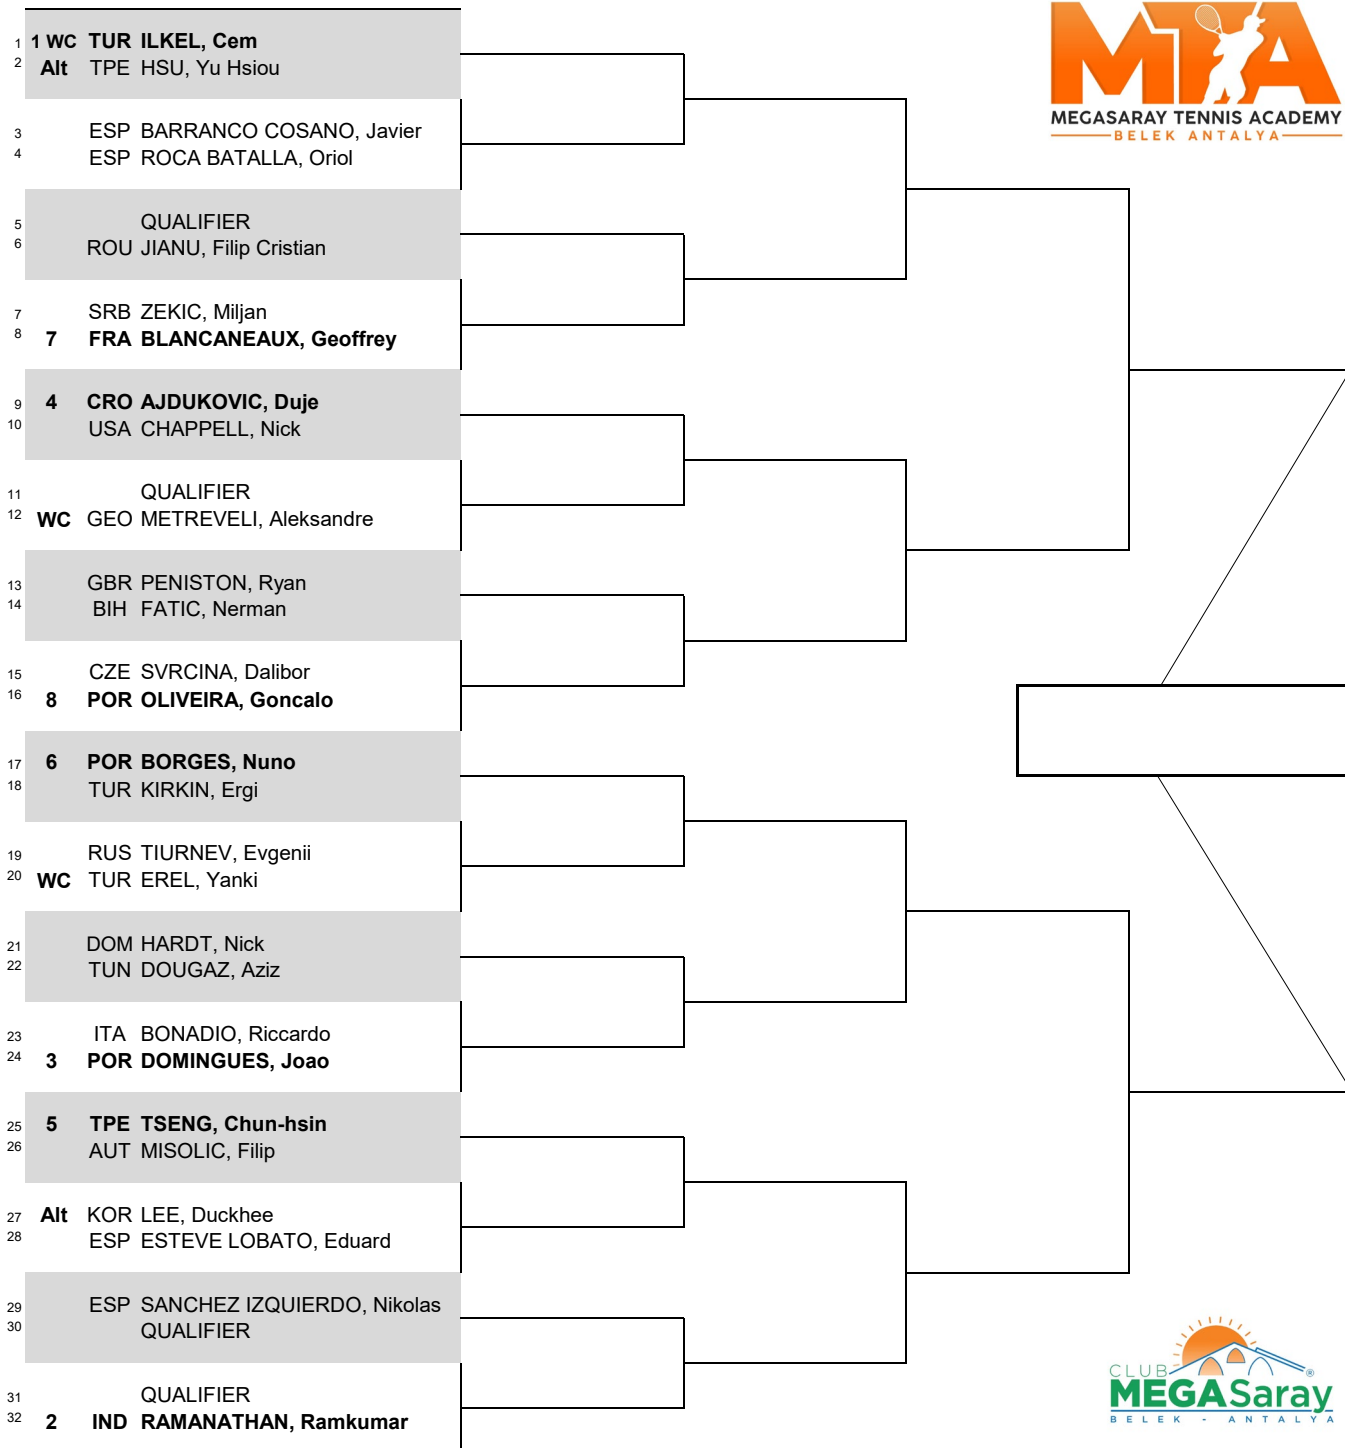 1 1 WC TUR ILKEL, Cem
2 Alt TPE HSU, Yu Hsiou
3 ESP BARRANCO COSANO, Javier
4 ESP ROCA BATALLA, Oriol
5 QUALIFIER
6 ROU JIANU, Filip Cristian
7 SRB ZEKIC, Miljan
8 7 FRA BLANCANEAUX, Geoffrey
9 4 CRO AJDUKOVIC, Duje
10 USA CHAPPELL, Nick
11 QUALIFIER
12 WC GEO METREVELI, Aleksandre
13 GBR PENISTON, Ryan
14 BIH FATIC, Nerman
15 CZE SVRCINA, Dalibor
16 8 POR OLIVEIRA, Goncalo
17 6 POR BORGES, Nuno
18 TUR KIRKIN, Ergi
19 RUS TIURNEV, Evgenii
20 WC TUR EREL, Yanki
21 DOM HARDT, Nick
22 TUN DOUGAZ, Aziz
23 ITA BONADIO, Riccardo
24 3 POR DOMINGUES, Joao
25 5 TPE TSENG, Chun-hsin
26 AUT MISOLIC, Filip
27 Alt KOR LEE, Duckhee
28 ESP ESTEVE LOBATO, Eduard
29 ESP SANCHEZ IZQUIERDO, Nikolas
30 QUALIFIER
31 QUALIFIER
32 2 IND RAMANATHAN, Ramkumar
MTA
MEGASARAY TENNIS ACADEMY
BELEK ANTALYA
CLUB
MEGASaray ®
BELEK - ANTALYA